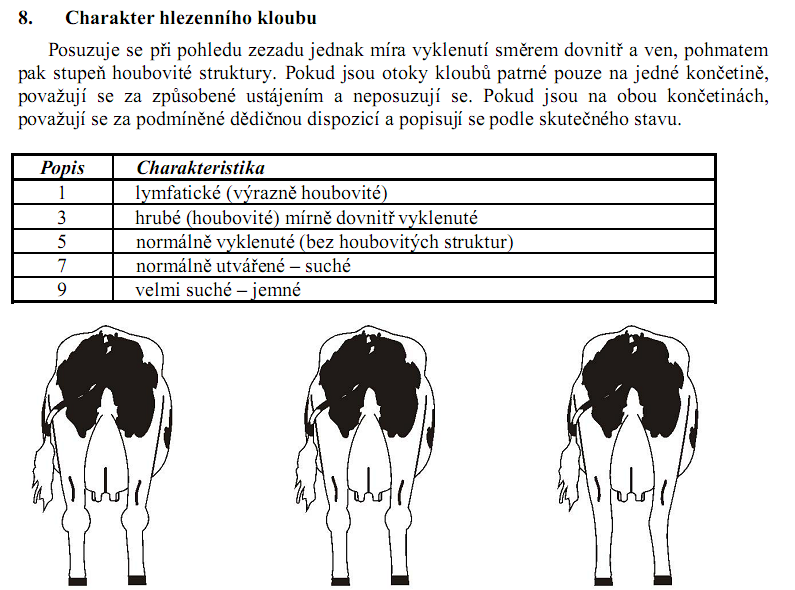 8. Charakter hlezenního kloubu
Posuzuje se při pohledu zezadu jednak míra vyklenutí směrem dovnitř a ven, pohmatem
pak stupeň houbovité struktury. Pokud jsou otoky kloubů patrné pouze na jedné končetině,
považují se za způsobené ustájením a neposuzují se. Pokud jsou na obou končetinách,
považují se za podmíněné dědičnou dispozicí a popisují se podle skutečného stavu.
Popis Charakteristika
1 lymfatické (výrazně houbovité)
3 hrubé (houbovité) mírně dovnitř vyklenuté
5 normálně vyklenuté (bez houbovitých struktur)
7 normálně utvářené – suché
9 velmi suché – jemné